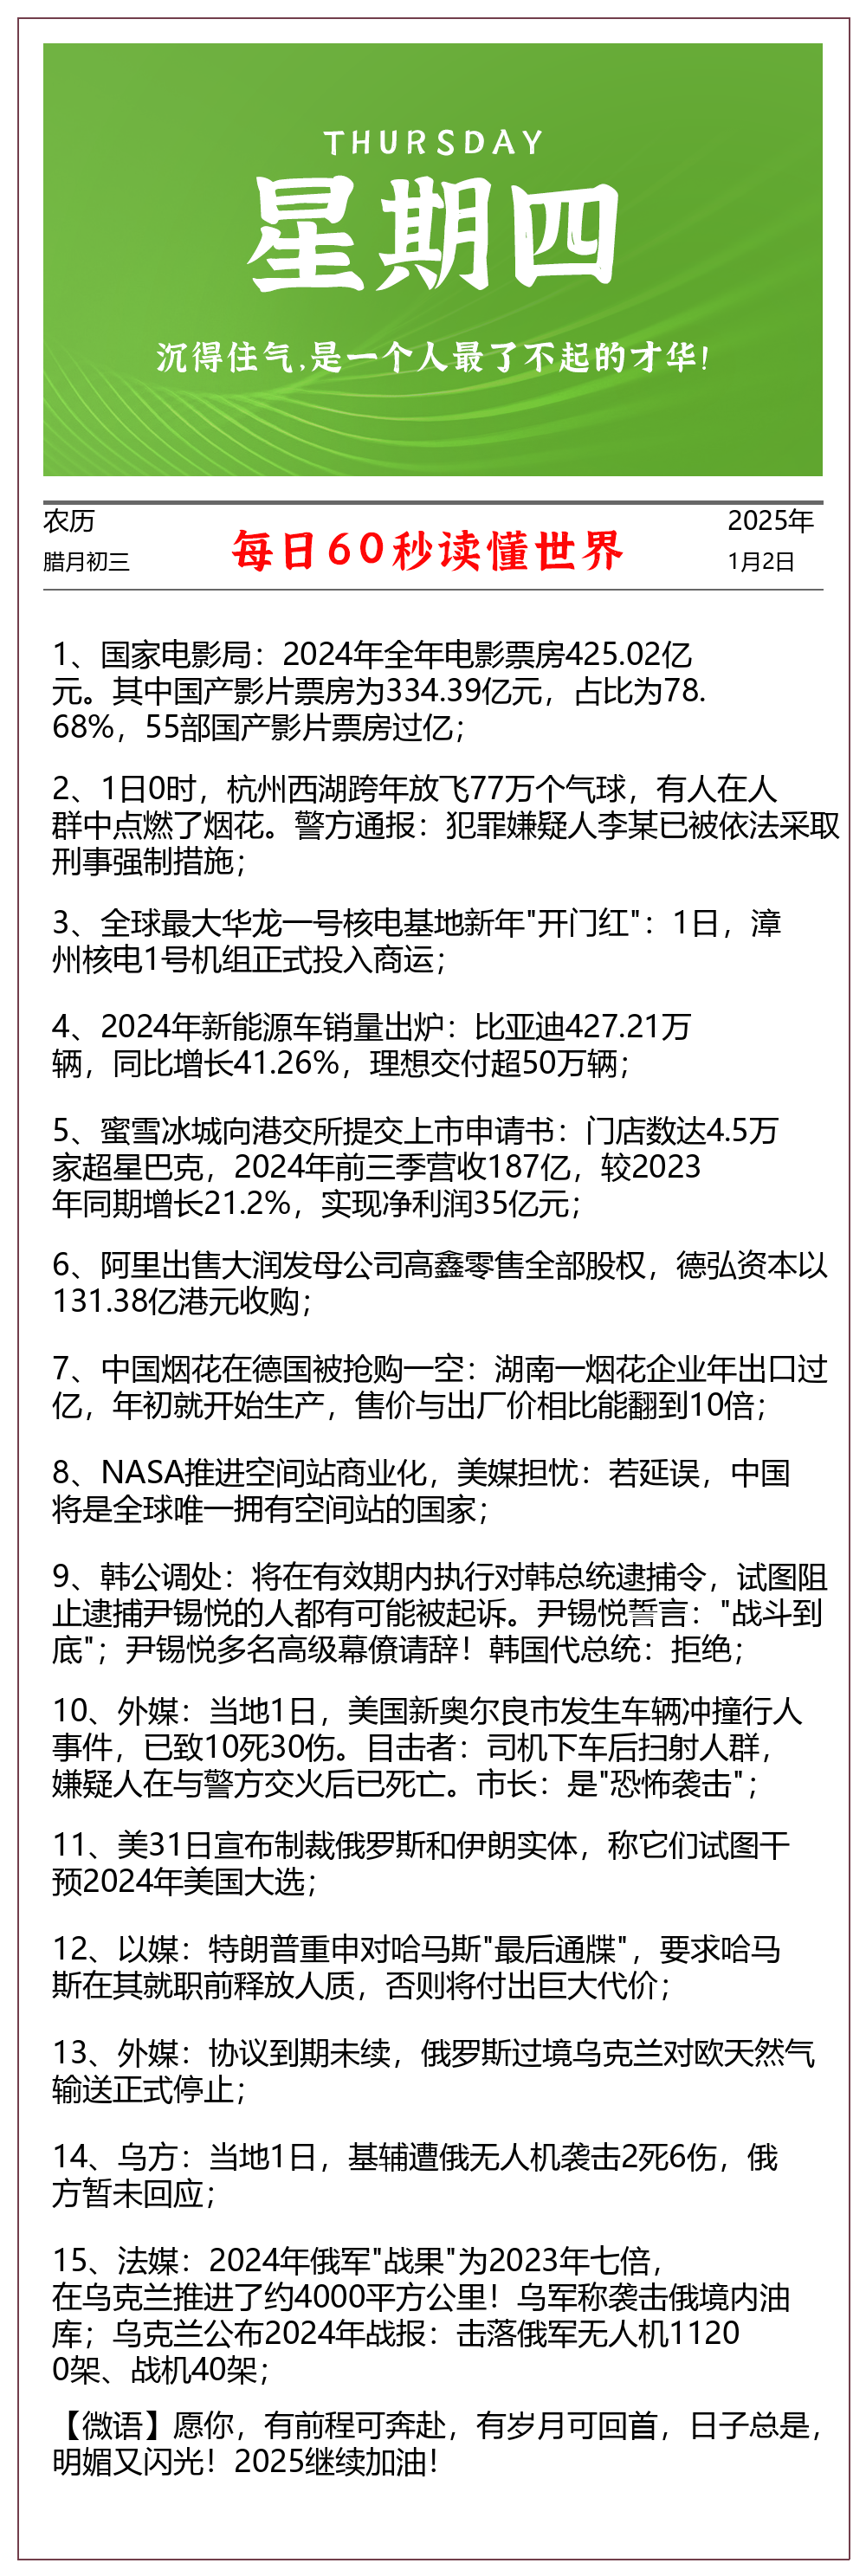 THURSDAY
星期四
沉得住气,是一个人最了不起的才华!
农历
腊月初三
每日60秒读懂世界
2025年
1月2日
1、国家电影局：2024年全年电影票房425.02亿
元。其中国产影片票房为334.39亿元，占比为78.
68%，55部国产影片票房过亿；
2、1日0时，杭州西湖跨年放飞77万个气球，有人在人
群中点燃了烟花。警方通报：犯罪嫌疑人李某已被依法采取
刑事强制措施；
3、全球最大华龙一号核电基地新年"开门红"：1日，漳
州核电1号机组正式投入商运；
4、2024年新能源车销量出炉：比亚迪427.21万
辆，同比增长41.26%，理想交付超50万辆；
5、蜜雪冰城向港交所提交上市申请书：门店数达4.5万
家超星巴克，2024年前三季营收187亿，较2023
年同期增长21.2%，实现净利润35亿元；
6、阿里出售大润发母公司高鑫零售全部股权，德弘资本以
131.38亿港元收购；
7、中国烟花在德国被抢购一空：湖南一烟花企业年出口过
亿，年初就开始生产，售价与出厂价相比能翻到10倍；
8、NASA推进空间站商业化，美媒担忧：若延误，中国
将是全球唯一拥有空间站的国家；
9、韩公调处：将在有效期内执行对韩总统逮捕令，试图阻
止逮捕尹锡悦的人都有可能被起诉。尹锡悦誓言："战斗到
底"；尹锡悦多名高级幕僚请辞！韩国代总统：拒绝；
10、外媒：当地1日，美国新奥尔良市发生车辆冲撞行人
事件，已致10死30伤。目击者：司机下车后扫射人群，
嫌疑人在与警方交火后已死亡。市长：是"恐怖袭击"；
11、美31日宣布制裁俄罗斯和伊朗实体，称它们试图干
预2024年美国大选；
12、以媒：特朗普重申对哈马斯"最后通牒"，要求哈马
斯在其就职前释放人质，否则将付出巨大代价；
13、外媒：协议到期未续，俄罗斯过境乌克兰对欧天然气
输送正式停止；
14、乌方：当地1日，基辅遭俄无人机袭击2死6伤，俄
方暂未回应；
15、法媒：2024年俄军"战果"为2023年七倍，
在乌克兰推进了约4000平方公里！乌军称袭击俄境内油
库；乌克兰公布2024年战报：击落俄军无人机1120
0架、战机40架；
【微语】愿你，有前程可奔赴，有岁月可回首，日子总是，
明媚又闪光！2025继续加油！